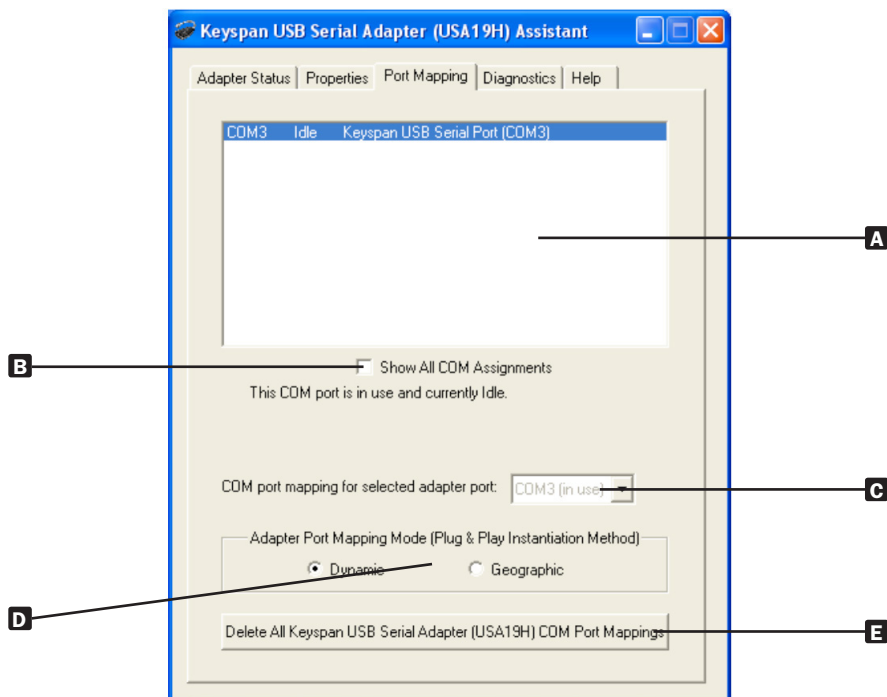 Keyspan USB Serial Adapter (USA19H) Assistant
Adapter Status Properties Port Mapping Diagnostics Help
COM3 Idle Keyspan USB Serial Port (COM3)
A
B
Show All COM Assignments
This COM port is in use and currently Idle.
COM port mapping for selected adapter port: COM3 (in use)
C
Adapter Port Mapping Mode (Plug & Play Instantiation Method)
Dynamic Geographic
D
Delete All Keyspan USB Serial Adapter (USA19H) COM Port Mappings
E